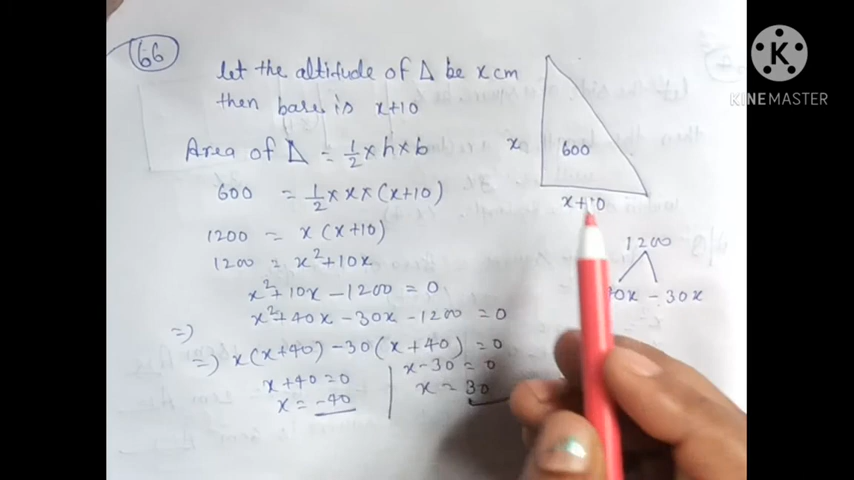 66
let the altitude of Δ be x cm
then base is x+10
Area of Δ = 1/2 × h × b
600 = 1/2 × x × (x+10)
1200 = x (x+10)
1200 = x²+10x
x²+10x-1200 = 0
x²+40x-30x-1200 = 0
=)
=) x(x+40)-30(x+40) = 0
x+40=0
x = -40
x-30 = 0
x = 30
x
600
x+10
1200
0x - 30x
K
KINEMASTER